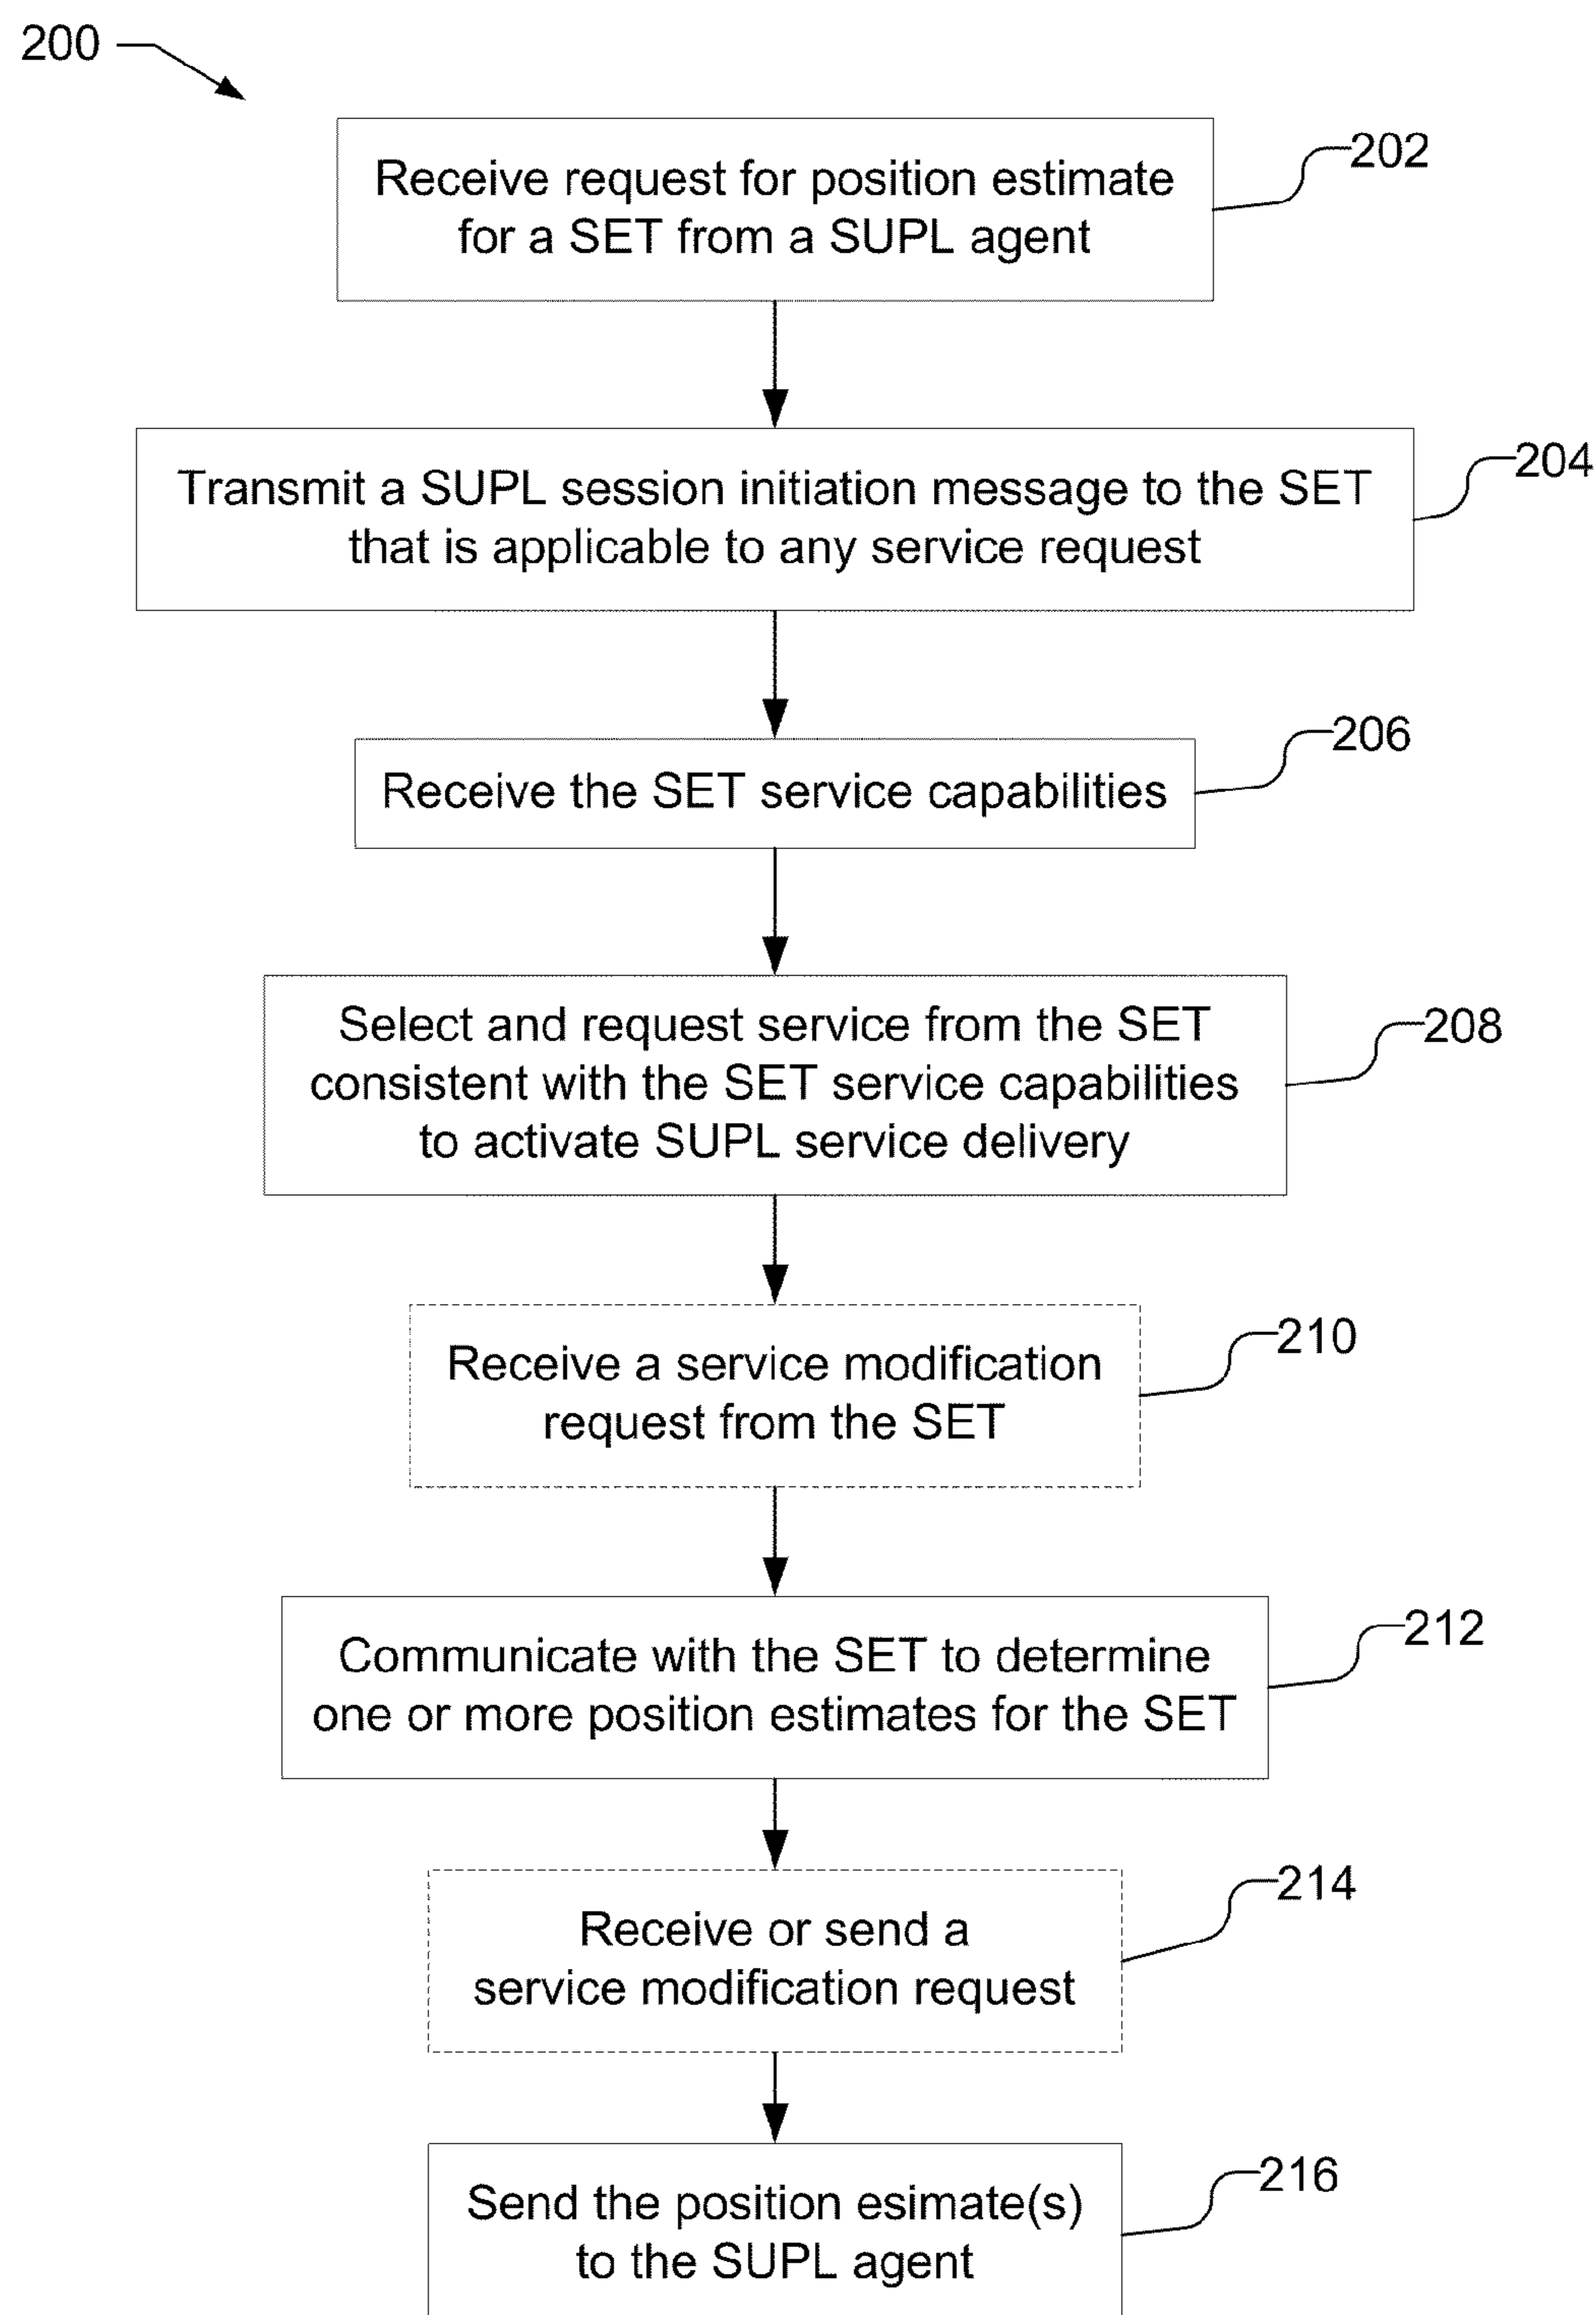 200
Receive request for position estimate
for a SET from a SUPL agent
202
Transmit a SUPL session initiation message to the SET
that is applicable to any service request
204
Receive the SET service capabilities
206
Select and request service from the SET
consistent with the SET service capabilities
to activate SUPL service delivery
208
Receive a service modification
request from the SET
210
Communicate with the SET to determine
one or more position estimates for the SET
212
Receive or send a
service modification request
214
Send the position esimate(s)
to the SUPL agent
216